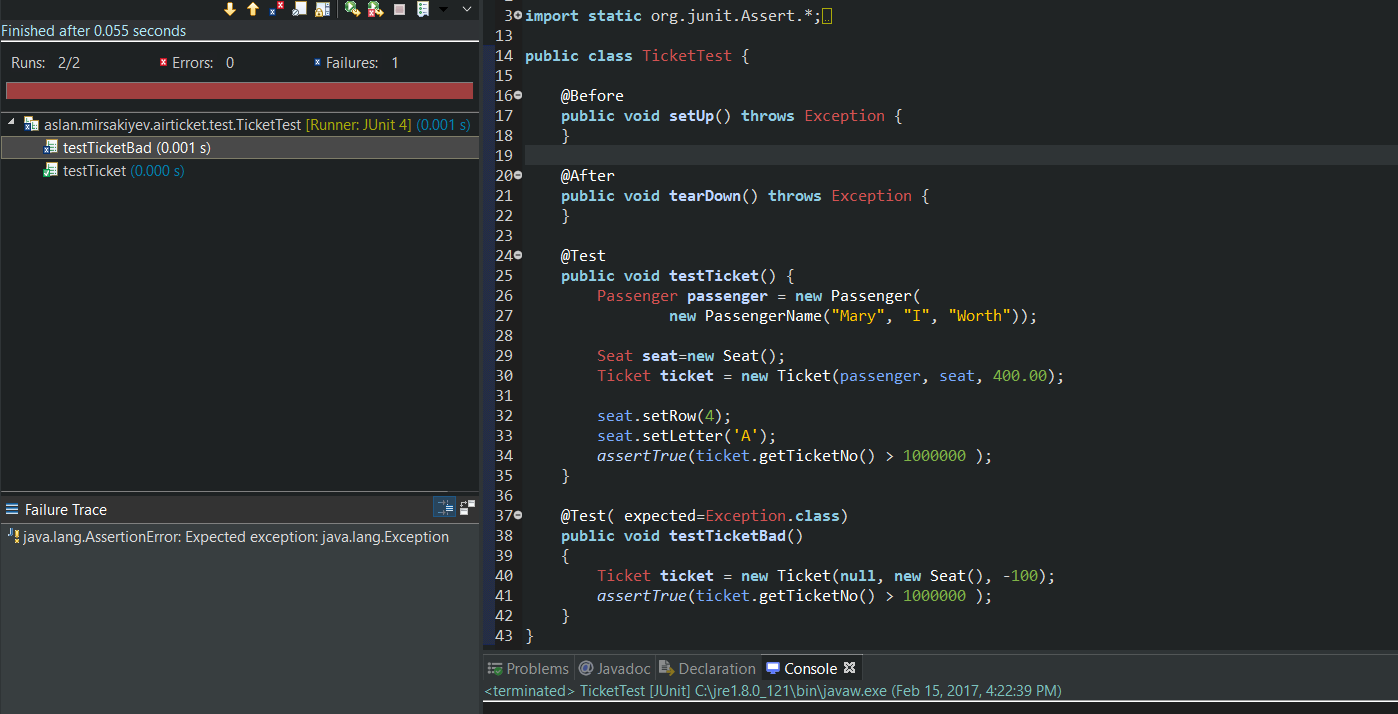 Finished after 0.055 seconds
Runs: 2/2 Errors: 0 Failures: 1
aslan.mirsakiyev.airticket.test.TicketTest [Runner: JUnit 4] (0.001 s)
testTicketBad (0.001 s)
testTicket (0.000 s)
Failure Trace
java.lang.AssertionError: Expected exception: java.lang.Exception
3 import static org.junit.Assert.*;
13
14 public class TicketTest {
15
16 @Before
17 public void setUp() throws Exception {
18 }
19
20 @After
21 public void tearDown() throws Exception {
22 }
23
24 @Test
25 public void testTicket() {
26 Passenger passenger = new Passenger(
27 new PassengerName("Mary", "I", "Worth"));
28
29 Seat seat=new Seat();
30 Ticket ticket = new Ticket(passenger, seat, 400.00);
31
32 seat.setRow(4);
33 seat.setLetter('A');
34 assertTrue(ticket.getTicketNo() > 1000000 );
35 }
36
37 @Test( expected=Exception.class)
38 public void testTicketBad()
39 {
40 Ticket ticket = new Ticket(null, new Seat(), -100);
41 assertTrue(ticket.getTicketNo() > 1000000 );
42 }
43 }
Problems @ Javadoc Declaration Console
<terminated> TicketTest [JUnit] C:\jre1.8.0_121\bin\javaw.exe (Feb 15, 2017, 4:22:39 PM)